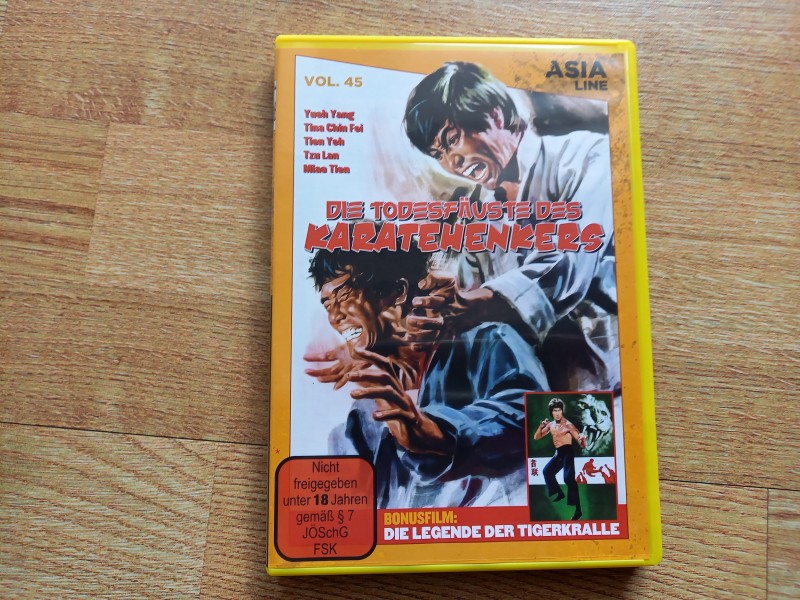 VOL. 45
ASIA
LINE
Yueh Yang
Tina Chin Fei
Tien Yeh
Tzu Lan
Miao Tien
DIE TODESFÄUSTE DES
KARATEHENKERS
Nicht
freigegeben
unter 18 Jahren
gemäß § 7
JÖSchG
FSK
BONUSFILM:
DIE LEGENDE DER TIGERKRALLE